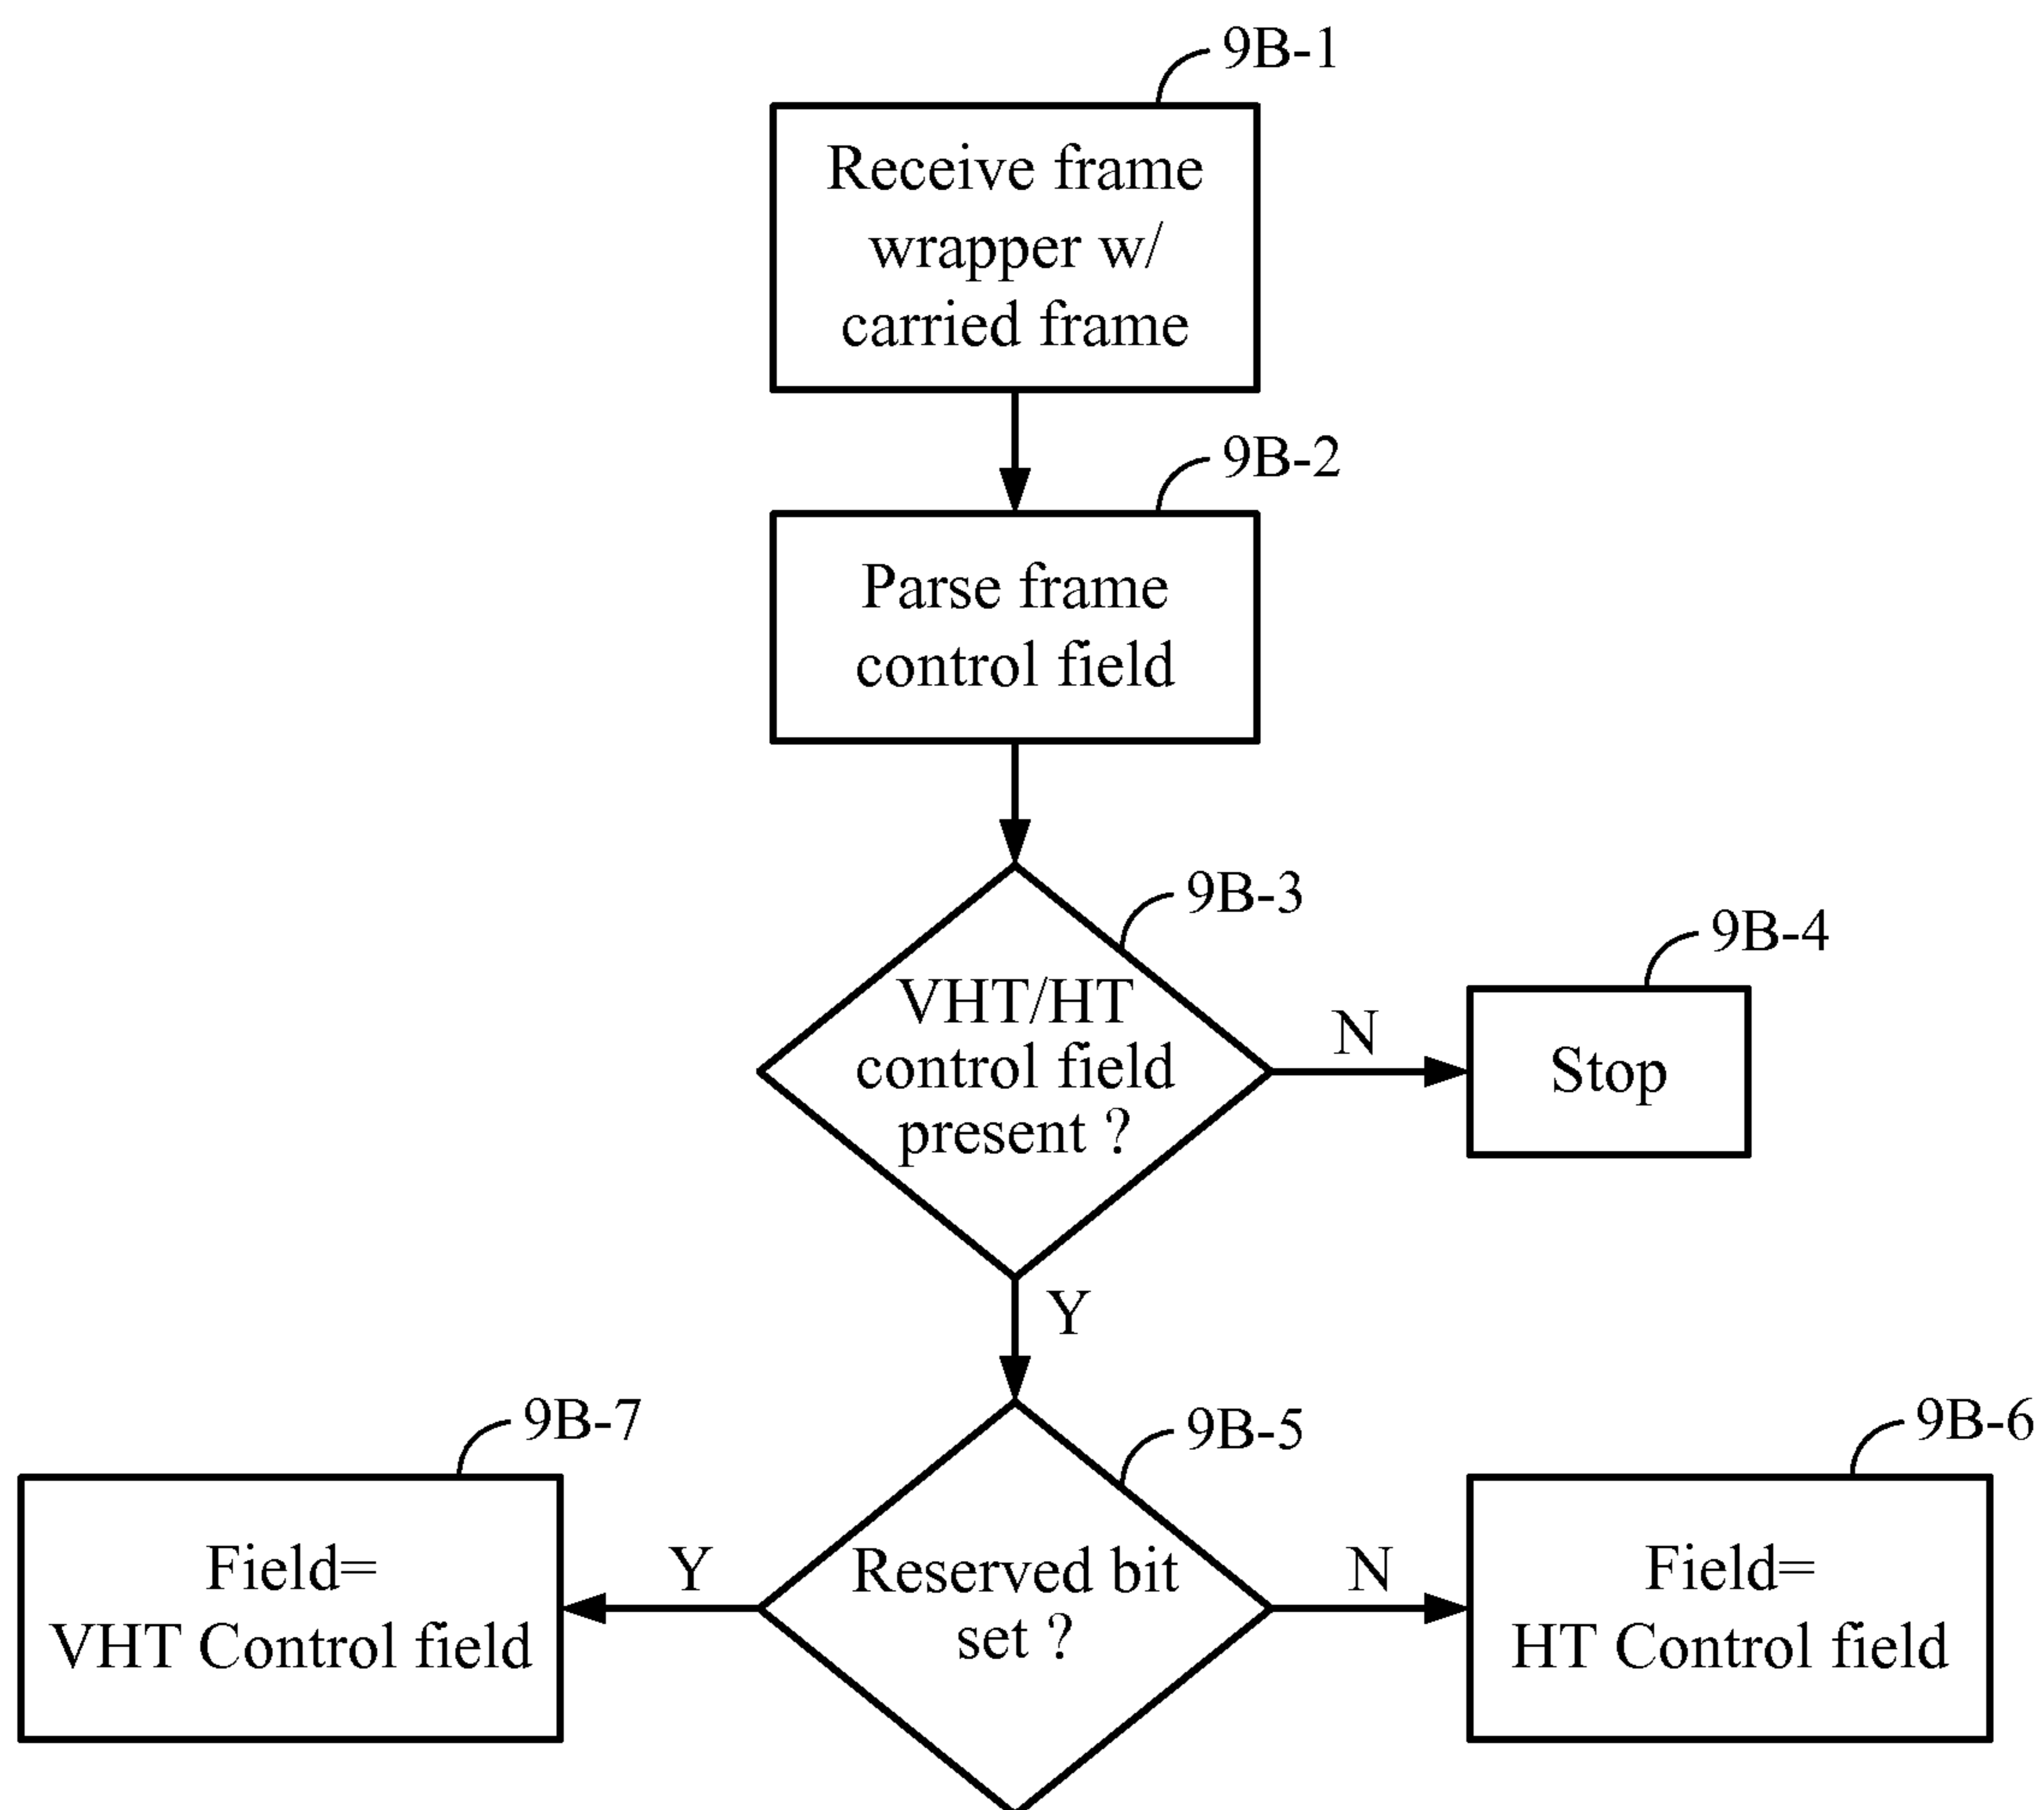 9B-1
Receive frame
wrapper w/
carried frame
9B-2
Parse frame
control field
9B-3
VHT/HT
control field
present ?
N
9B-4
Stop
Y
9B-7
Field=
VHT Control field
Y
9B-5
Reserved bit
set ?
N
9B-6
Field=
HT Control field